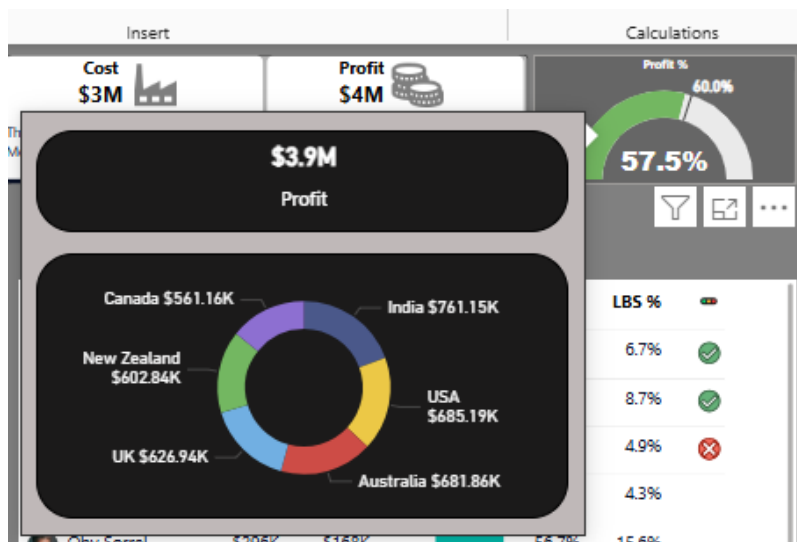 Insert
Calculations
Cost
$3M
Profit
$4M
Profit %
60.0%
57.5%
$3.9M
Profit
Canada $561.16K
India $761.15K
New Zealand
$602.84K
USA
$685.19K
UK $626.94K
Australia $681.86K
LBS %
6.7%
8.7%
4.9%
4.3%